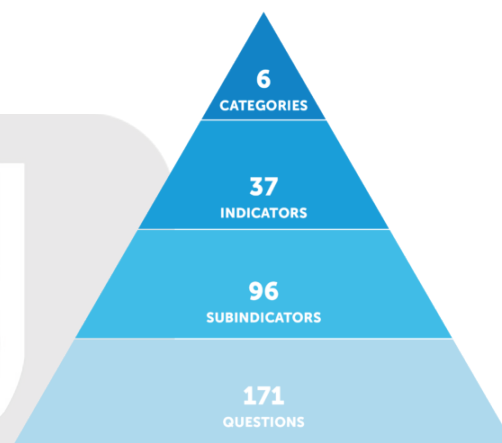 6
CATEGORIES
37
INDICATORS
96
SUBINDICATORS
171
QUESTIONS